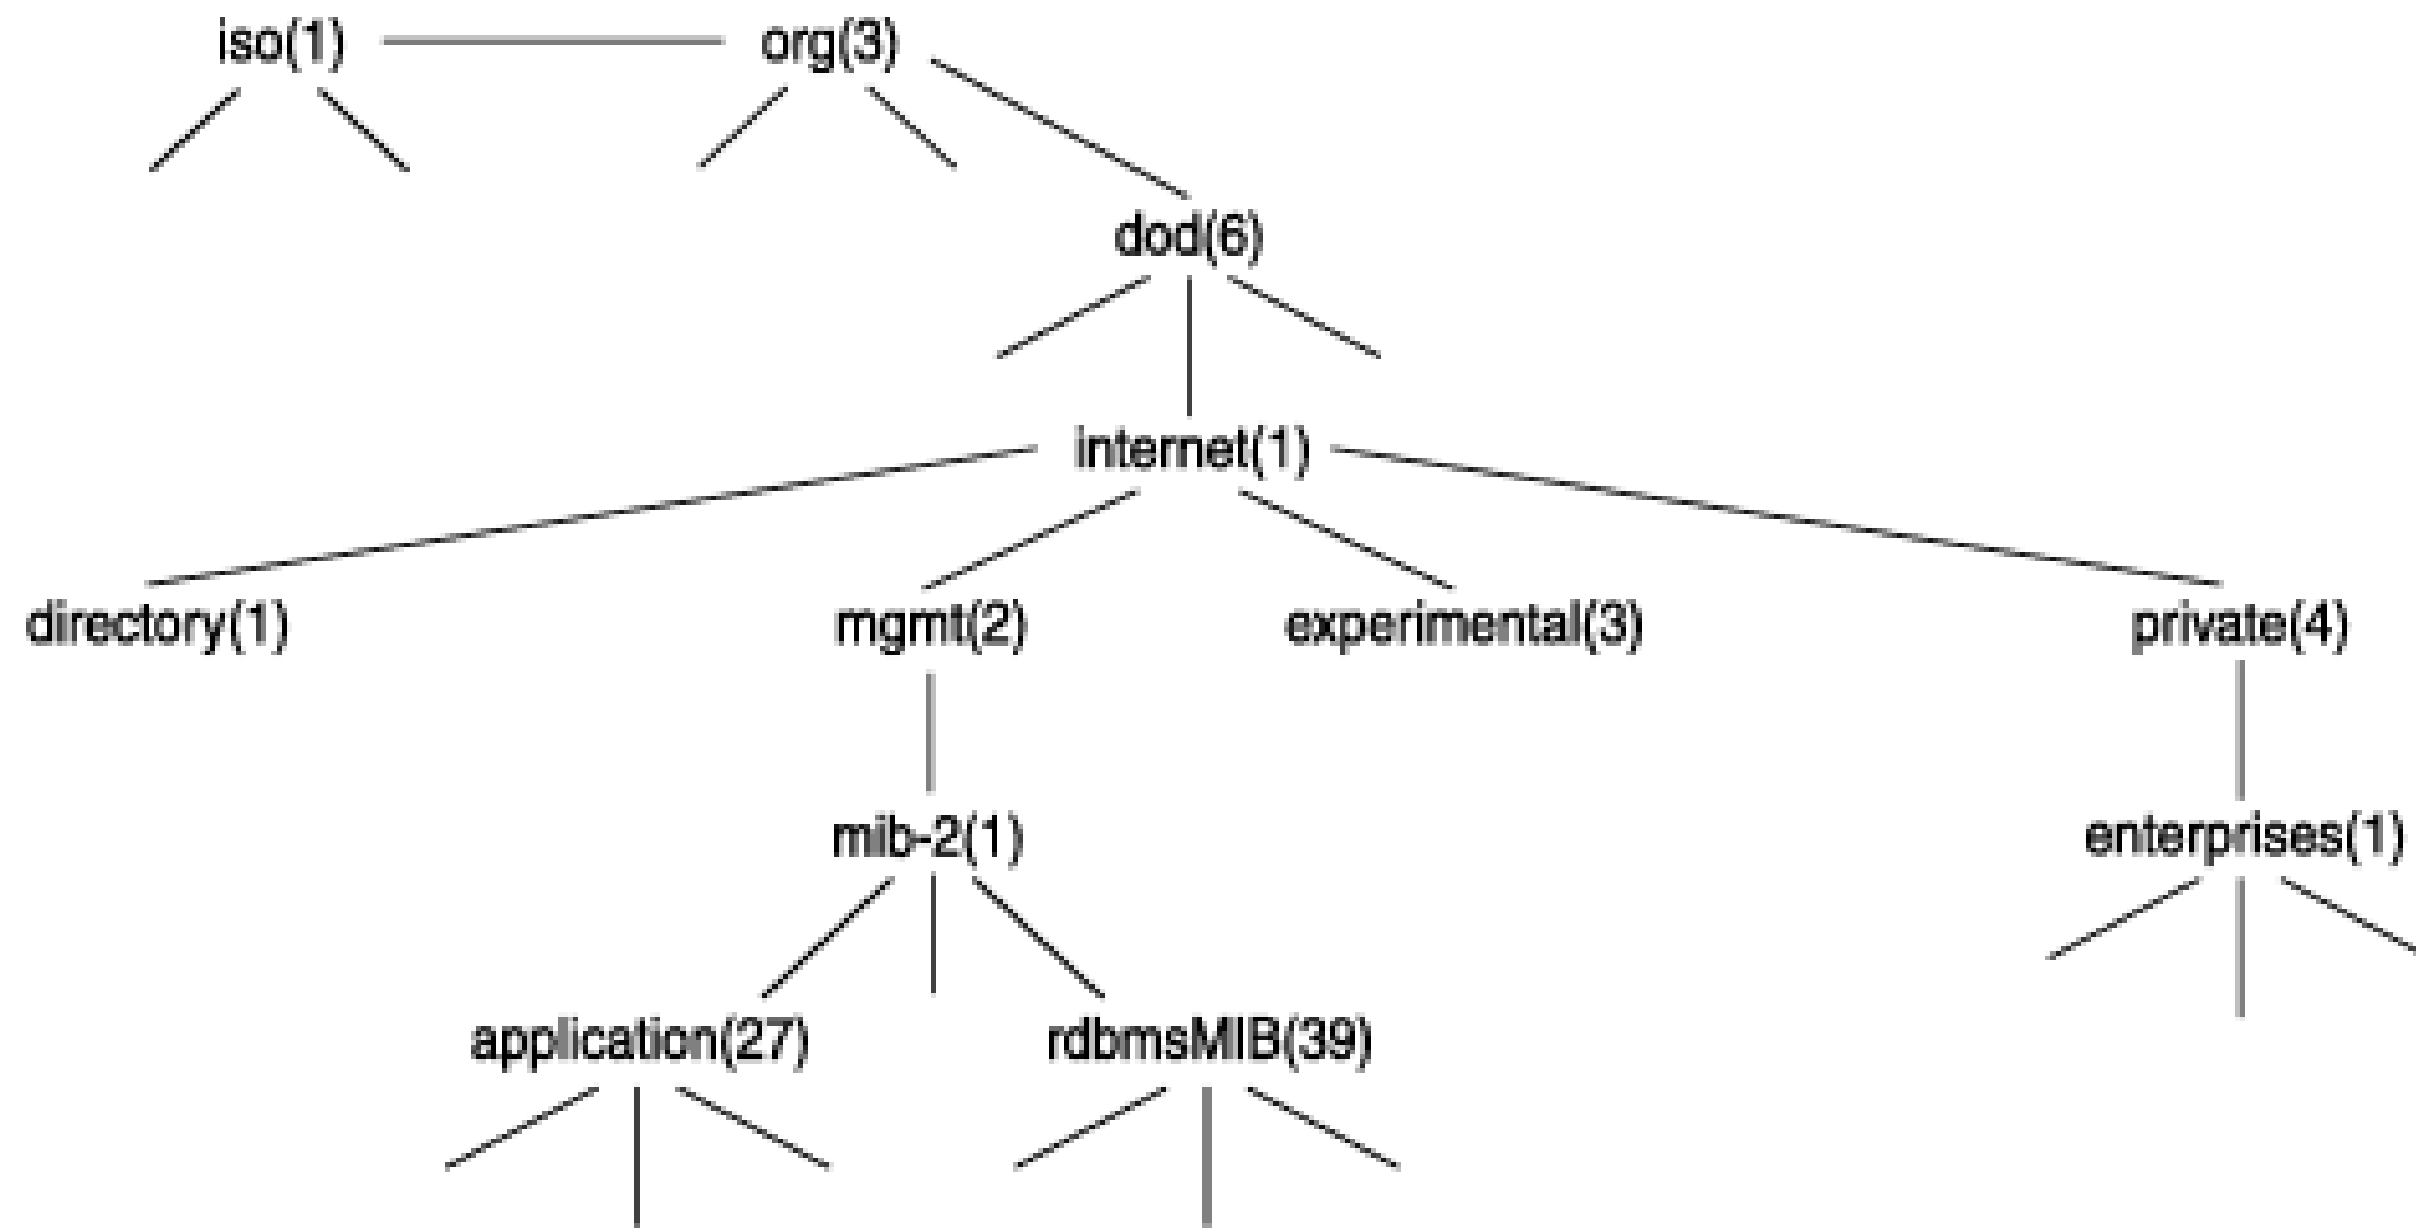 iso(1) org(3)
dod(6)
internet(1)
directory(1) mgmt(2) experimental(3) private(4)
mib-2(1) enterprises(1)
application(27) rdbmsMIB(39)